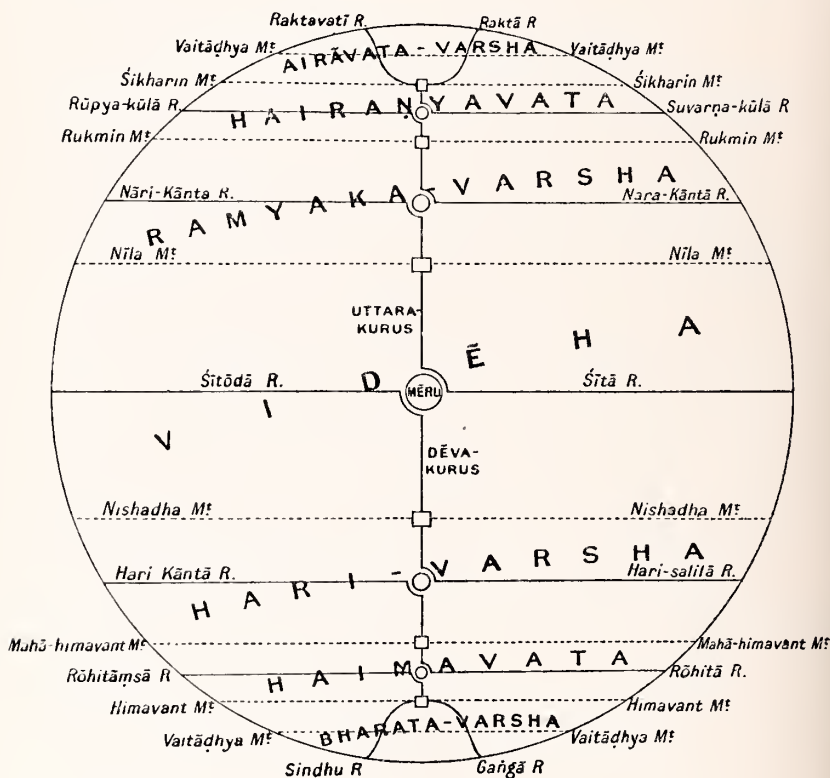 Raktavatī R. Raktā R.
Vaitāḍhya Mt. AIRĀVATA-VARSHA Vaitāḍhya Mt.
Śikharin Mt. Śikharin Mt.
Rūpya-kūlā R. HAIRAṆYAVATA Suvarṇa-kūlā R
Rukmin Mt. Rukmin Mt.
Nāri-Kānta R. RAMYAKA-VARSHA Nara-Kāntā R.
Nīla Mt. Nīla Mt.
UTTARA-
KURUS
VIDĒHA
Śītōdā R. MĒRU Śītā R.
DĒVA-
KURUS
Nishadha Mt. Nishadha Mt.
Hari Kāntā R. HARI-VARSHA Hari-salilā R.
Mahā-himavant Mt. Mahā-himavant Mt.
Rōhitāṃsā R HAIMAVATA Rōhitā R.
Himavant Mt. Himavant Mt.
Vaitāḍhya Mt. BHARATA-VARSHA Vaitāḍhya Mt.
Sindhu R Gaṅgā R